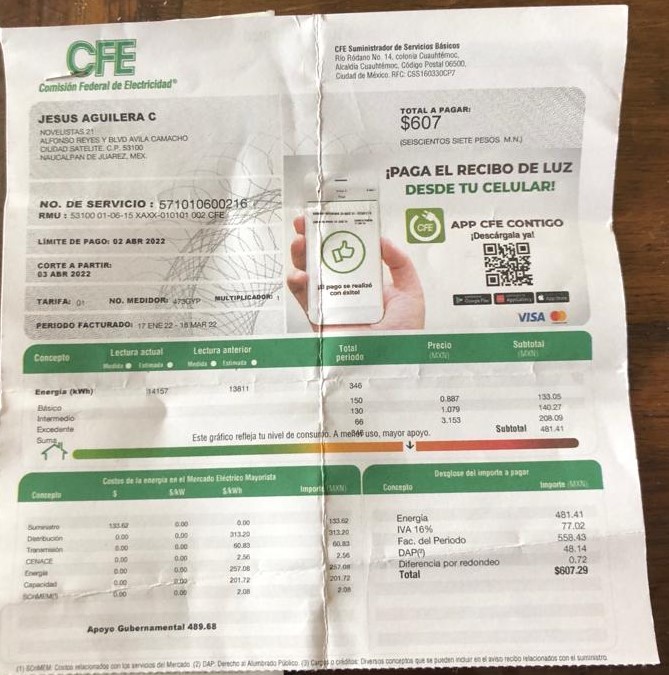 CFE
Comisión Federal de Electricidad®
CFE Suministrador de Servicios Básicos
Río Ródano No. 14, colonia Cuauhtémoc,
Alcaldía Cuauhtémoc, Código Postal 06500,
Ciudad de México. RFC: CSS160330CP7
JESUS AGUILERA C
NOVELISTAS 21
ALFONSO REYES Y BLVD AVILA CAMACHO
CIUDAD SATELITE. C.P. 53100
NAUCALPAN DE JUAREZ, MEX.
TOTAL A PAGAR:
$607
(SEISCIENTOS SIETE PESOS M.N.)
NO. DE SERVICIO : 571010600216
RMU : 53100 01-06-15 XAXX-010101 002 CFE
LÍMITE DE PAGO: 02 ABR 2022
CORTE A PARTIR:
03 ABR 2022
TARIFA: 01 NO. MEDIDOR: 473GYP MULTIPLICADOR: 1
PERIODO FACTURADO: 17 ENE 22 - 18 MAR 22
¡PAGA EL RECIBO DE LUZ
DESDE TU CELULAR!
CFE
APP CFE CONTIGO
¡Descárgala ya!
¡El pago se realizó
con éxito!
Google Play AppGallery App Store
VISA
Concepto Lectura actual Lectura anterior Total periodo Precio (MXN) Subtotal (MXN)
Medida Estimada Medida Estimada
Energía (kWh) 14157 13811 346
Básico 150 0.887 133.05
Intermedio 130 1.079 140.27
Excedente 66 3.153 208.09
Suma 346 Subtotal 481.41
Este gráfico refleja tu nivel de consumo. A menor uso, mayor apoyo.
Costos de la energía en el Mercado Eléctrico Mayorista
Concepto $ $/kW $/kWh Importe (MXN)
Suministro 133.62 0.00 0.00 133.62
Distribución 0.00 0.00 313.20 313.20
Transmisión 0.00 0.00 60.83 60.83
CENACE 0.00 0.00 2.56 2.56
Energía 0.00 0.00 257.08 257.08
Capacidad 0.00 0.00 201.72 201.72
SCnMEM(1) 0.00 0.00 2.08 2.08
Apoyo Gubernamental 489.68
Desglose del importe a pagar
Concepto Importe (MXN)
Energía 481.41
IVA 16% 77.02
Fac. del Periodo 558.43
DAP(²) 48.14
Diferencia por redondeo 0.72
Total $607.29
(1) SCnMEM: Costos relacionados con los servicios del Mercado. (2) DAP: Derecho al Alumbrado Público. (3) Cargos o créditos: Diversos conceptos que se pueden incluir en el aviso recibo relacionados con el suministro